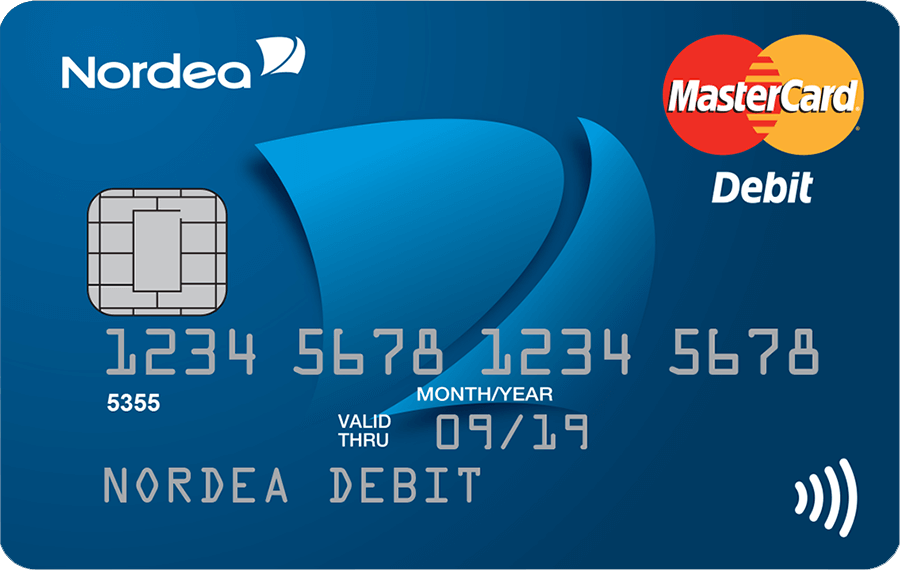 Nordea
MasterCard
Debit
1234 5678 1234 5678
5355
MONTH/YEAR
VALID THRU 09/19
NORDEA DEBIT